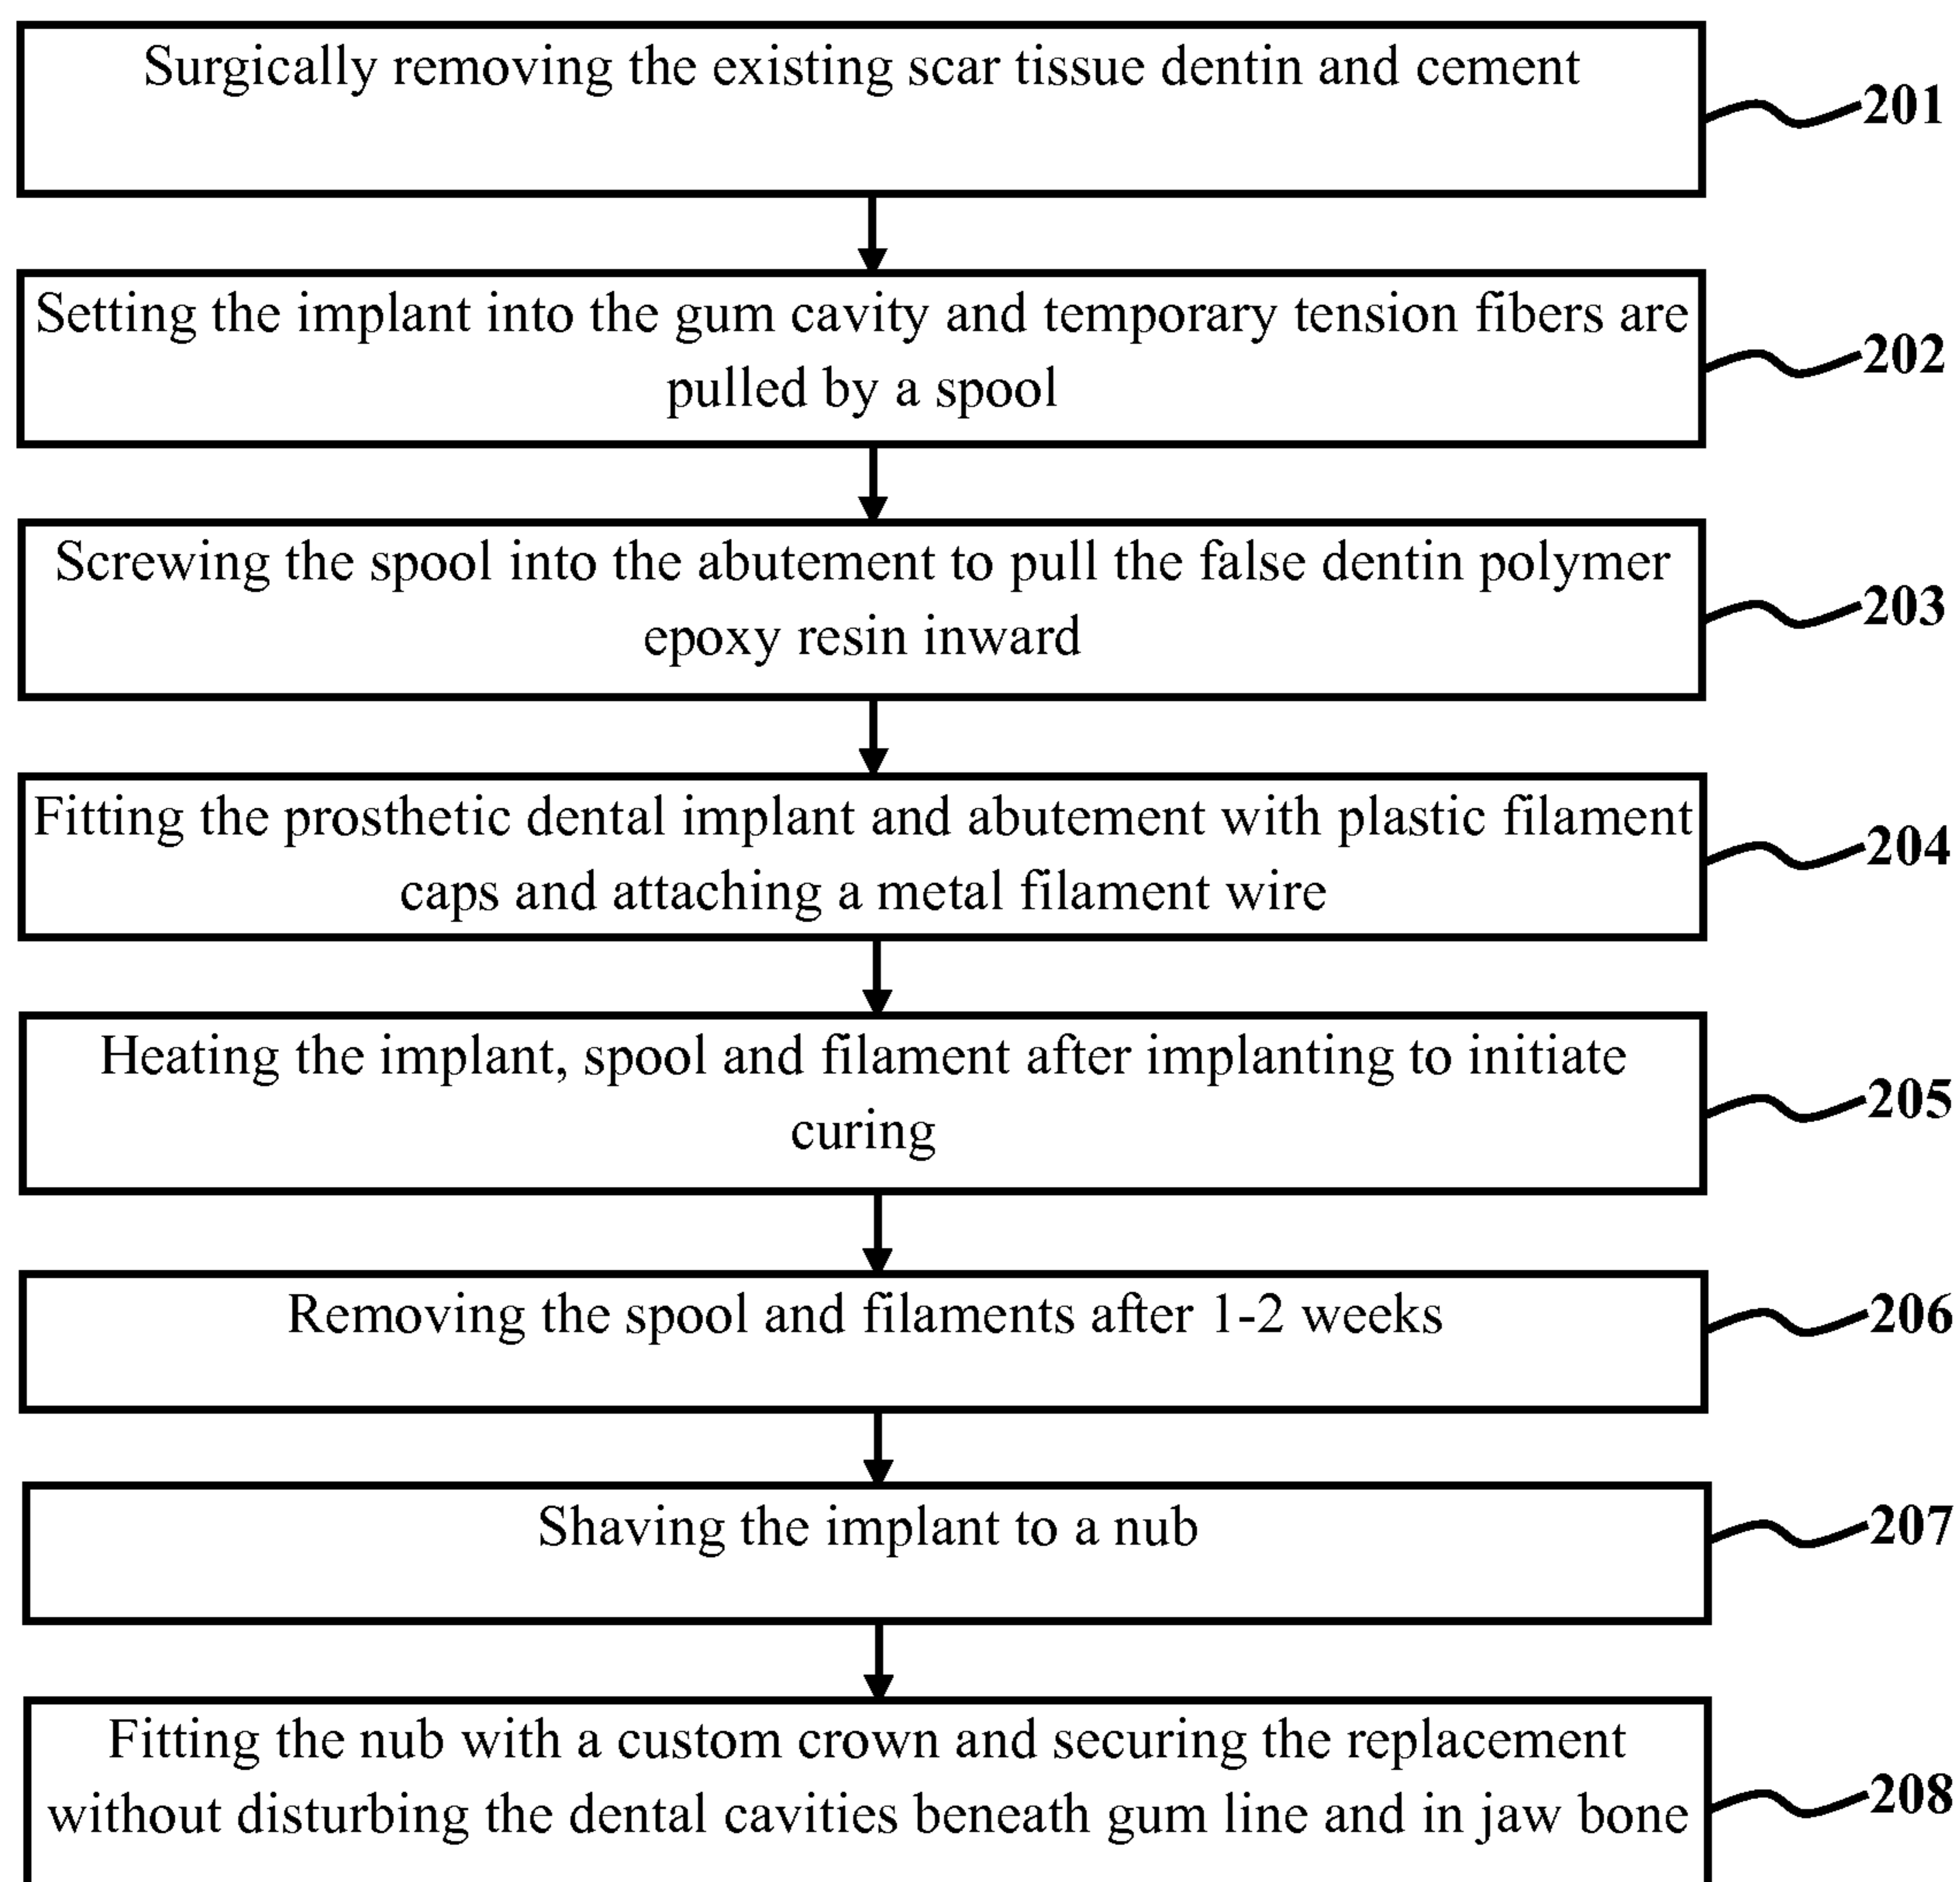 Surgically removing the existing scar tissue dentin and cement
201
Setting the implant into the gum cavity and temporary tension fibers are
pulled by a spool
202
Screwing the spool into the abutement to pull the false dentin polymer
epoxy resin inward
203
Fitting the prosthetic dental implant and abutement with plastic filament
caps and attaching a metal filament wire
204
Heating the implant, spool and filament after implanting to initiate
curing
205
Removing the spool and filaments after 1-2 weeks
206
Shaving the implant to a nub
207
Fitting the nub with a custom crown and securing the replacement
without disturbing the dental cavities beneath gum line and in jaw bone
208